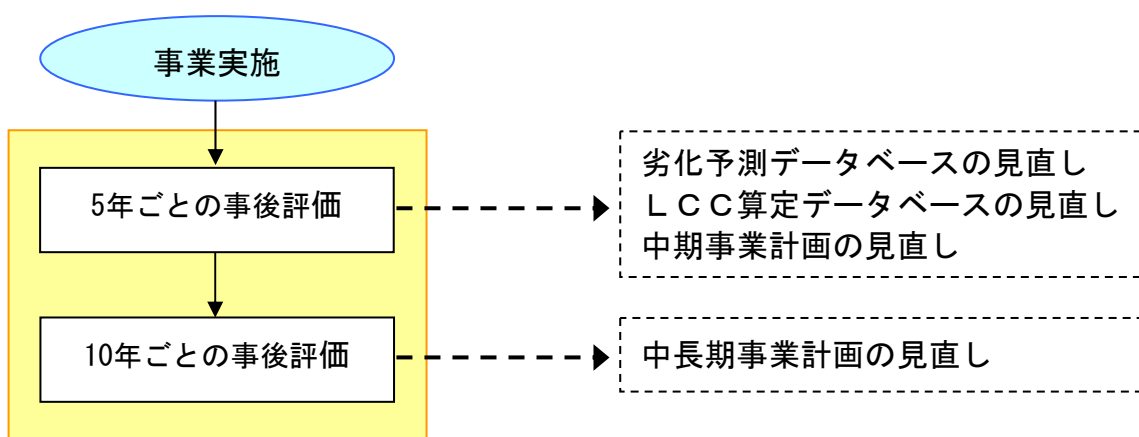 事業実施
5年ごとの事後評価
劣化予測データベースの見直し
ＬＣＣ算定データベースの見直し
中期事業計画の見直し
10年ごとの事後評価
中長期事業計画の見直し